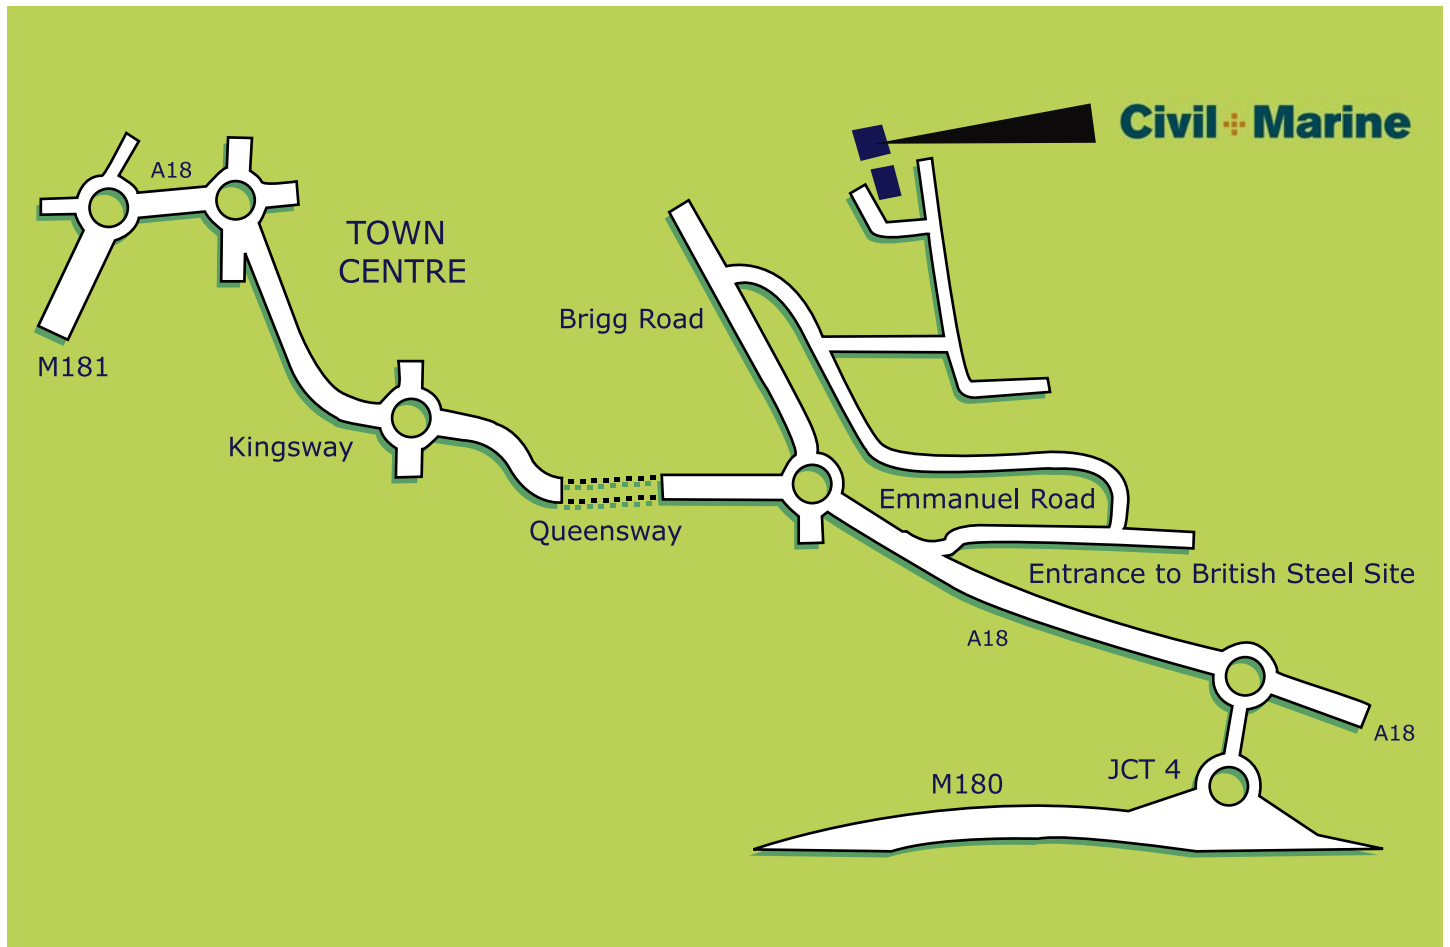 Civil + Marine
A18
TOWN
CENTRE
Brigg Road
M181
Kingsway
Emmanuel Road
Queensway
Entrance to British Steel Site
A18
A18
JCT 4
M180